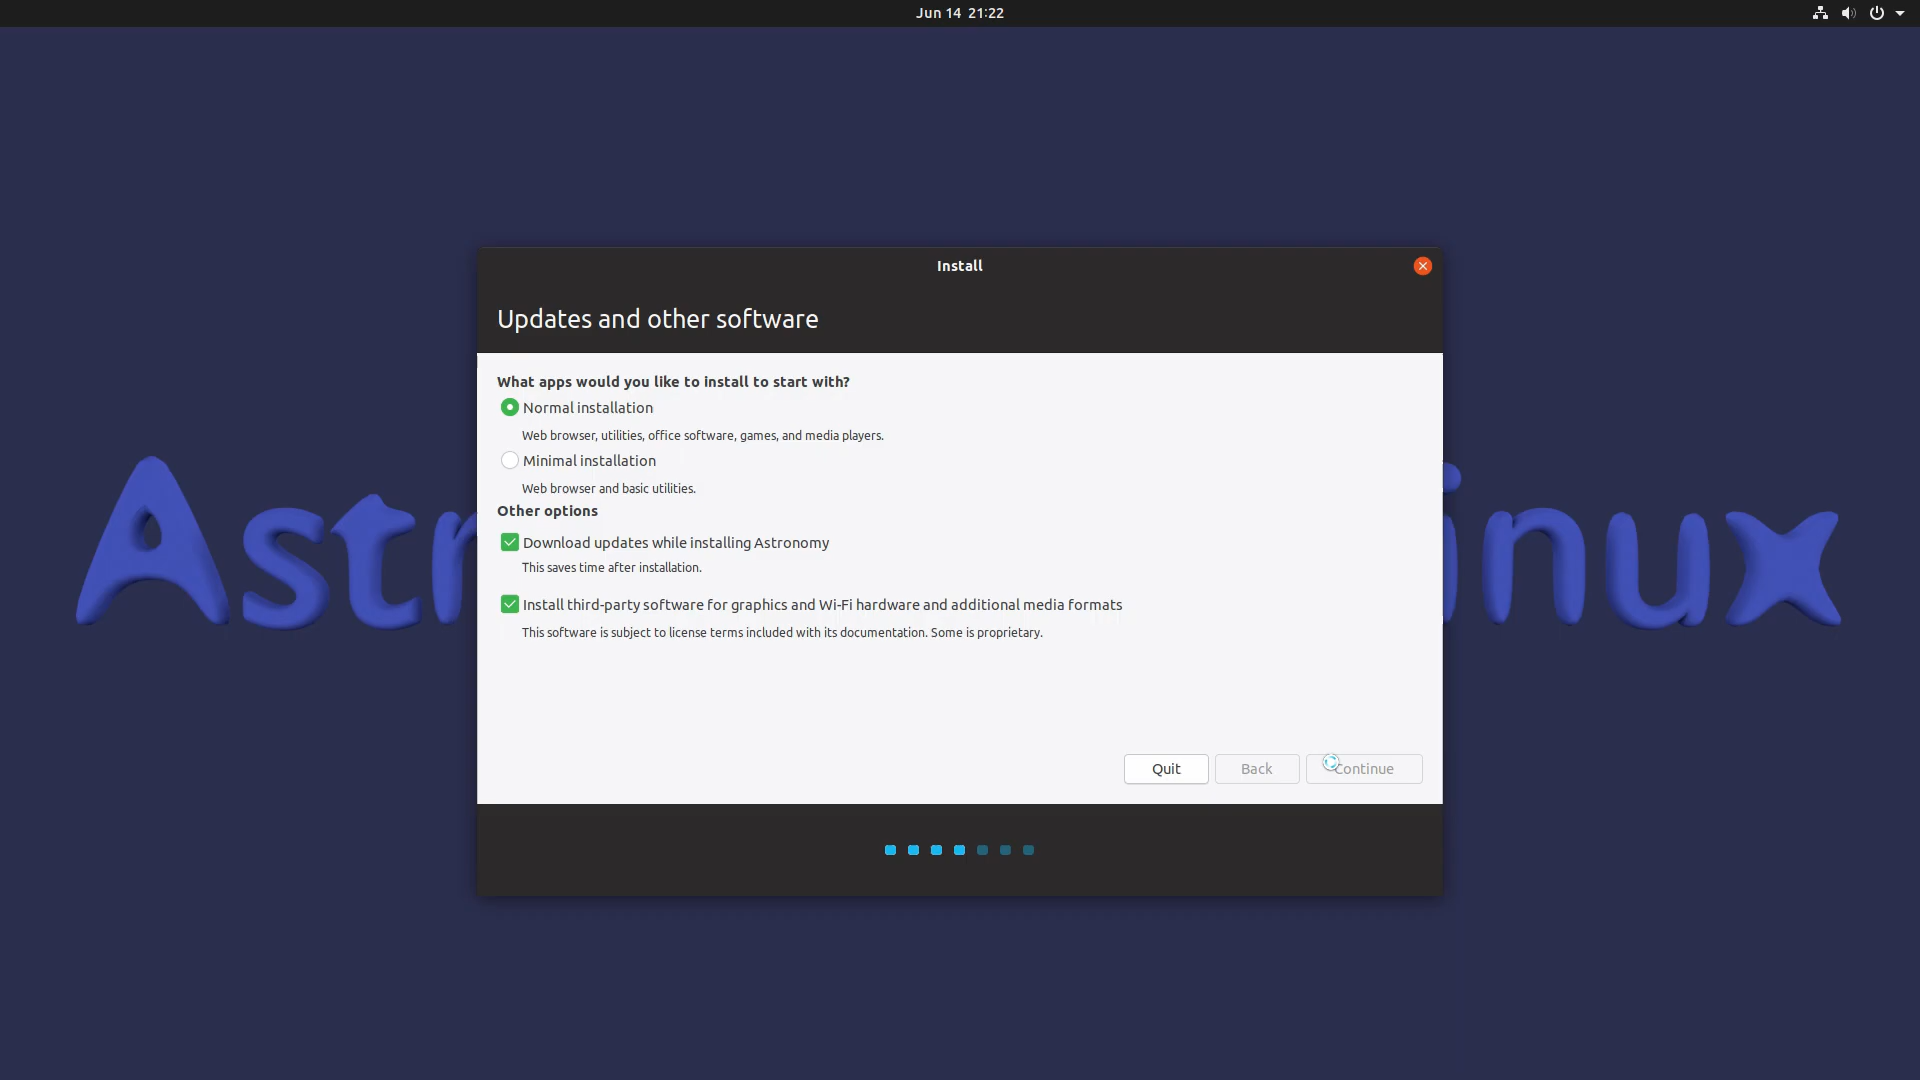 Jun 14 21:22
Install
Updates and other software
What apps would you like to install to start with?
Normal installation
Web browser, utilities, office software, games, and media players.
Minimal installation
Web browser and basic utilities.
Other options
Download updates while installing Astronomy
This saves time after installation.
Install third-party software for graphics and Wi-Fi hardware and additional media formats
This software is subject to license terms included with its documentation. Some is proprietary.
Quit Back Continue